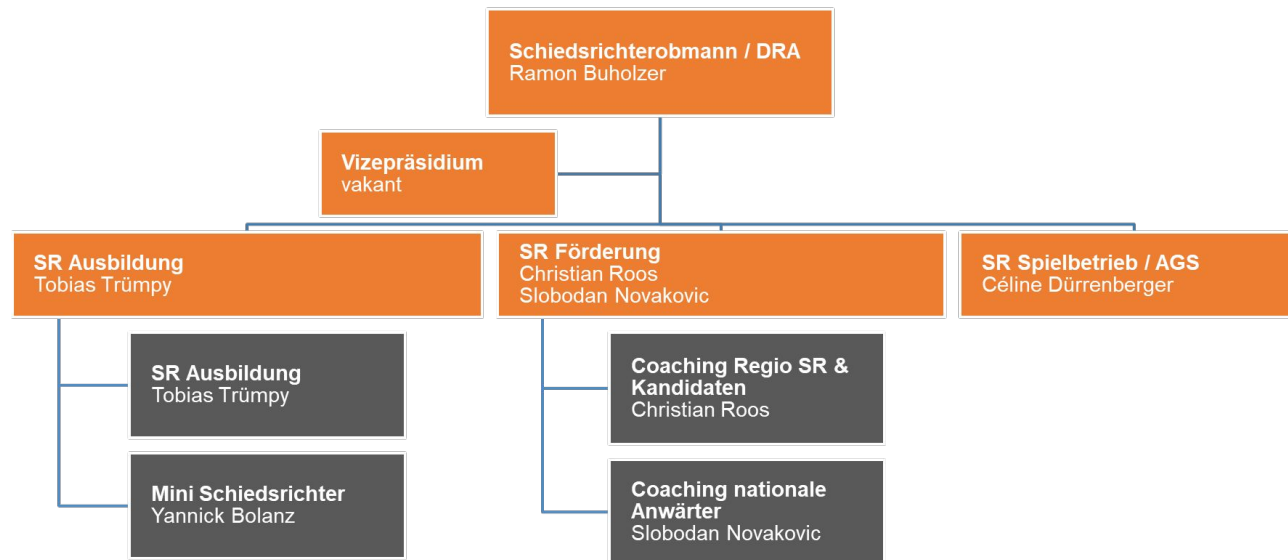 Schiedsrichterobmann / DRA
Ramon Buholzer
Vizepräsidium
vakant
SR Ausbildung
Tobias Trümpy
SR Förderung
Christian Roos
Slobodan Novakovic
SR Spielbetrieb / AGS
Céline Dürrenberger
SR Ausbildung
Tobias Trümpy
Coaching Regio SR &
Kandidaten
Christian Roos
Mini Schiedsrichter
Yannick Bolanz
Coaching nationale
Anwärter
Slobodan Novakovic